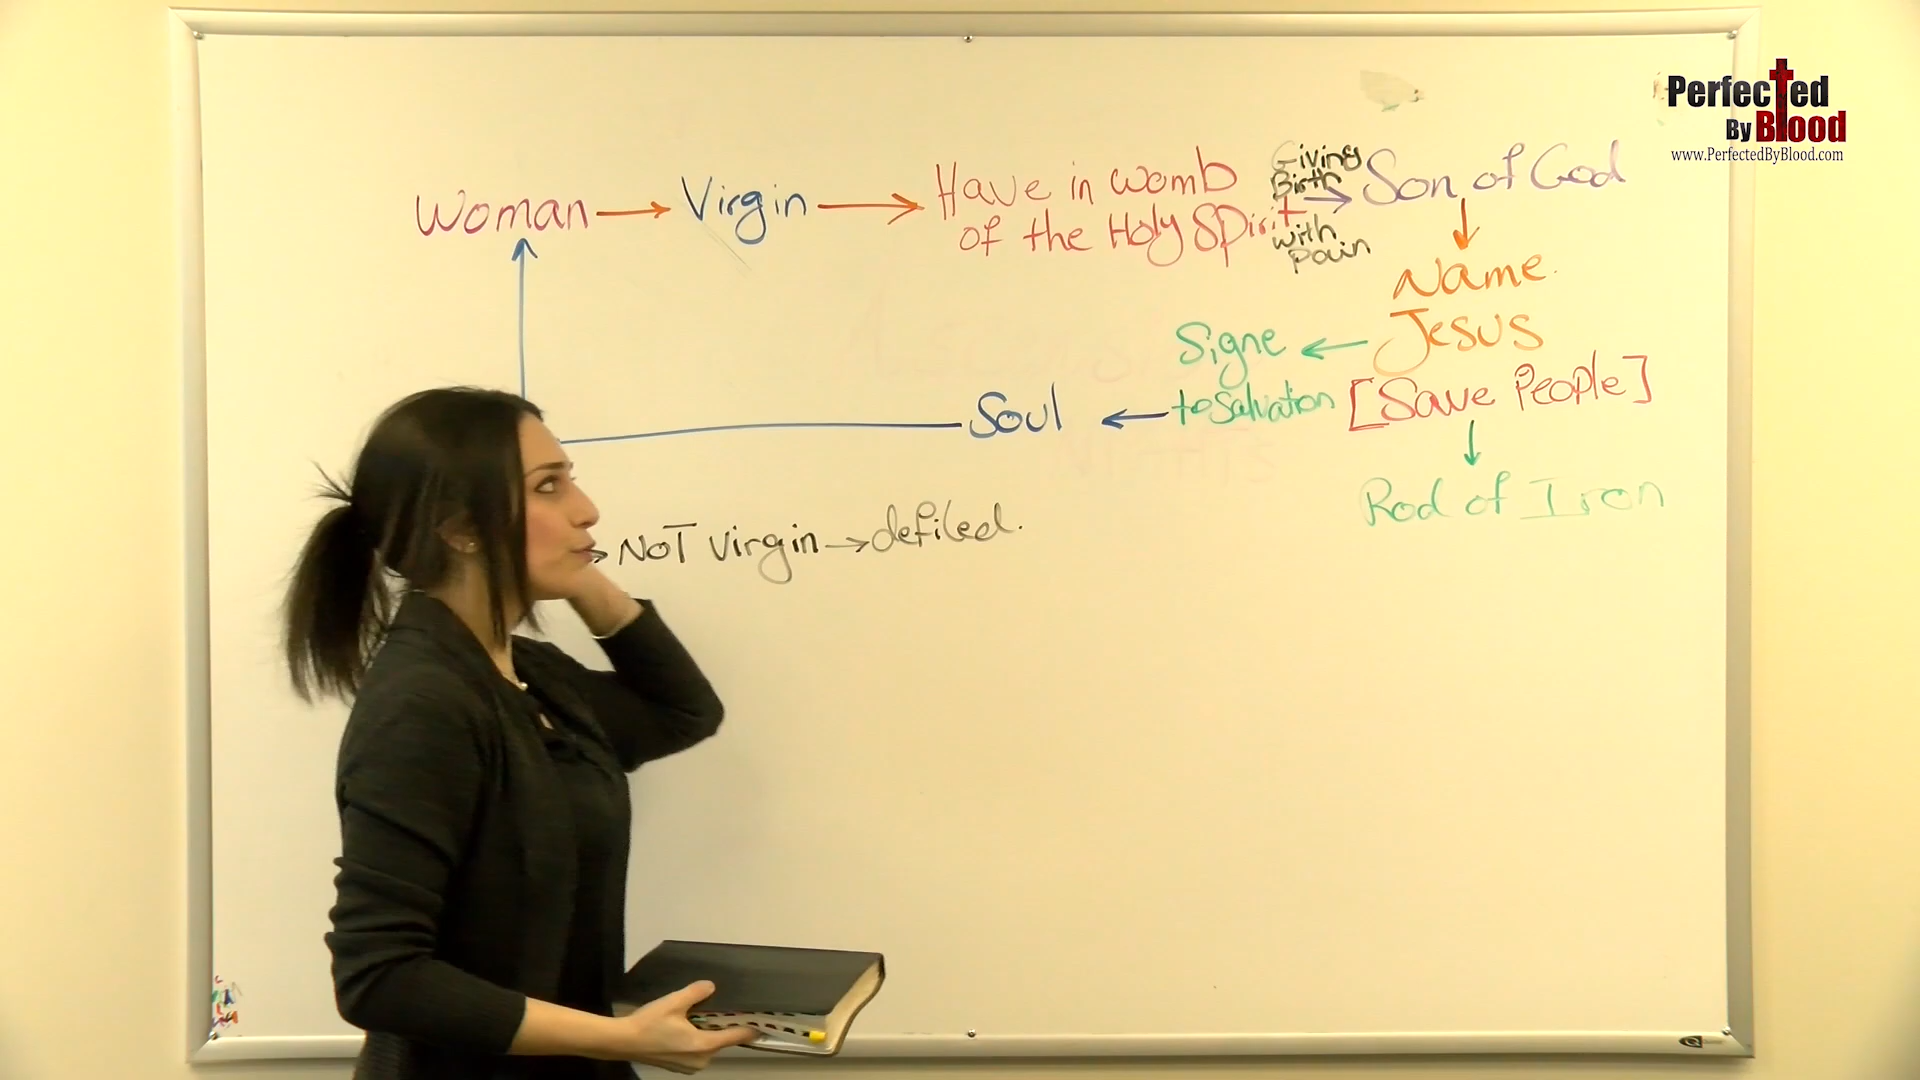 Perfected
By Blood
www.PerfectedByBlood.com
Woman → Virgin → Have in womb
of the Holy Spirit
Giving
Birth
with
Pain
→ Son of God
↓
Name
Jesus
[Save People]
↓
Rod of Iron
Signe ←
to Salvation
Soul ←
→ NOT Virgin → defiled.